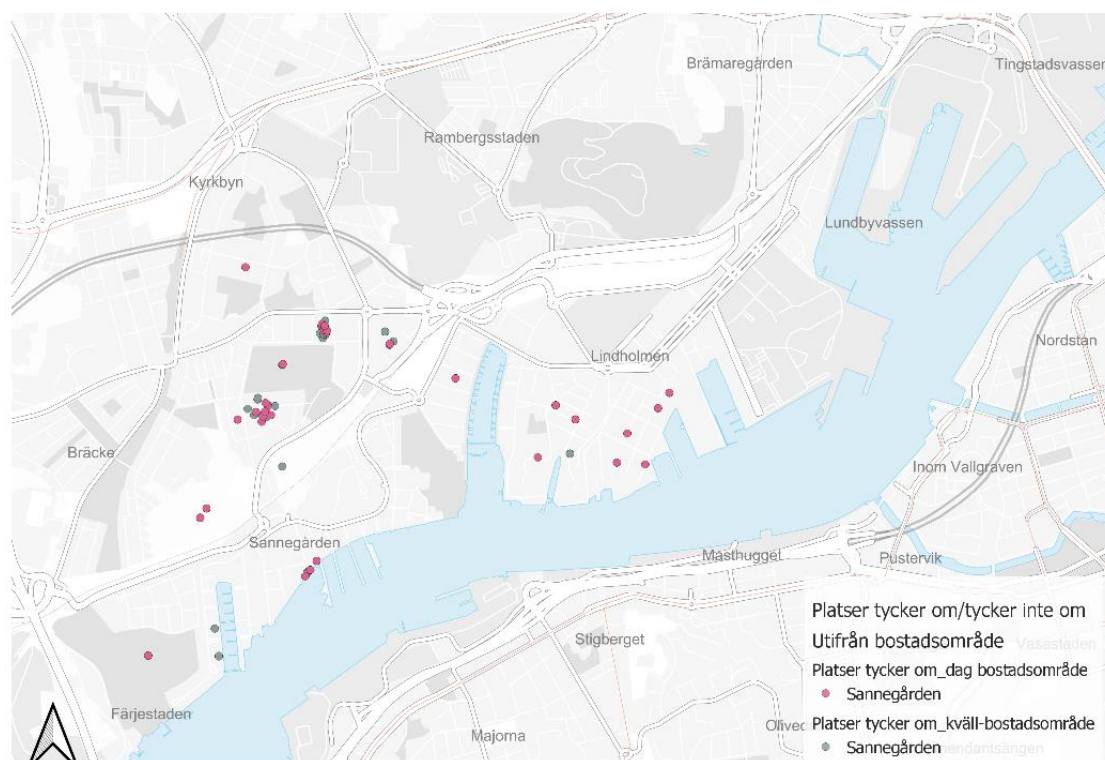 Brämaregården
Tingstadsvassen
Rambergsstaden
Kyrkbyn
Lundbyvassen
Nordstan
Lindholmen
Bräcke
Inom Vallgraven
Sannegården
Masthugget
Pustervik
Platser tycker om/tycker inte om
Stigberget
Utifrån bostadsområde
Vasastaden
Platser tycker om_dag bostadsområde
Sannegården
Färjestaden
Platser tycker om_kväll-bostadsområde
Majorna
Sannegården